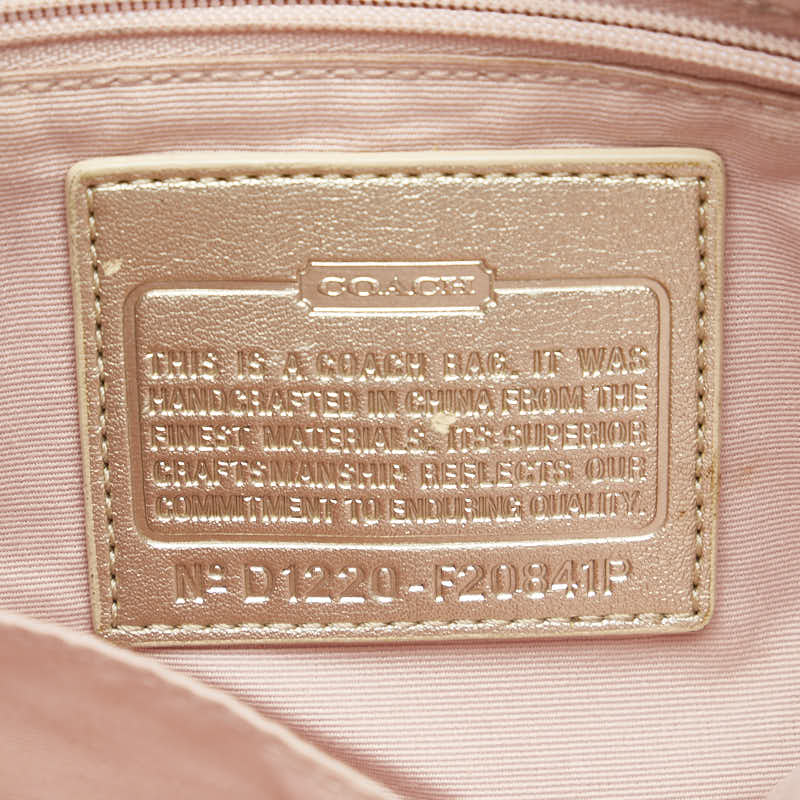 COACH
THIS IS A COACH BAG. IT WAS
HANDCRAFTED IN CHINA FROM THE
FINEST MATERIALS. ITS SUPERIOR
CRAFTSMANSHIP REFLECTS OUR
COMMITMENT TO ENDURING QUALITY.
Nº D1220-F20841P